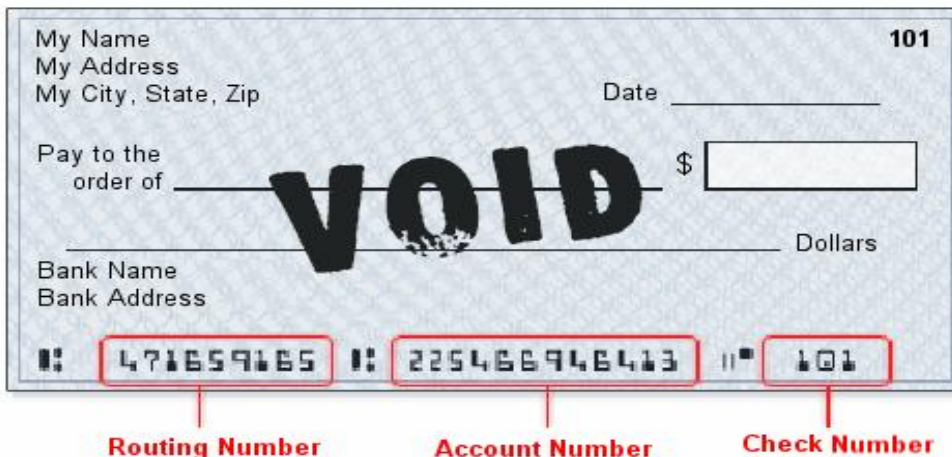 My Name 101
My Address
My City, State, Zip
Date
Pay to the
order of $
VOID
Dollars
Bank Name
Bank Address
⑆ 471659165 ⑆ 225466946413 ⑈ 101
Routing Number Account Number Check Number